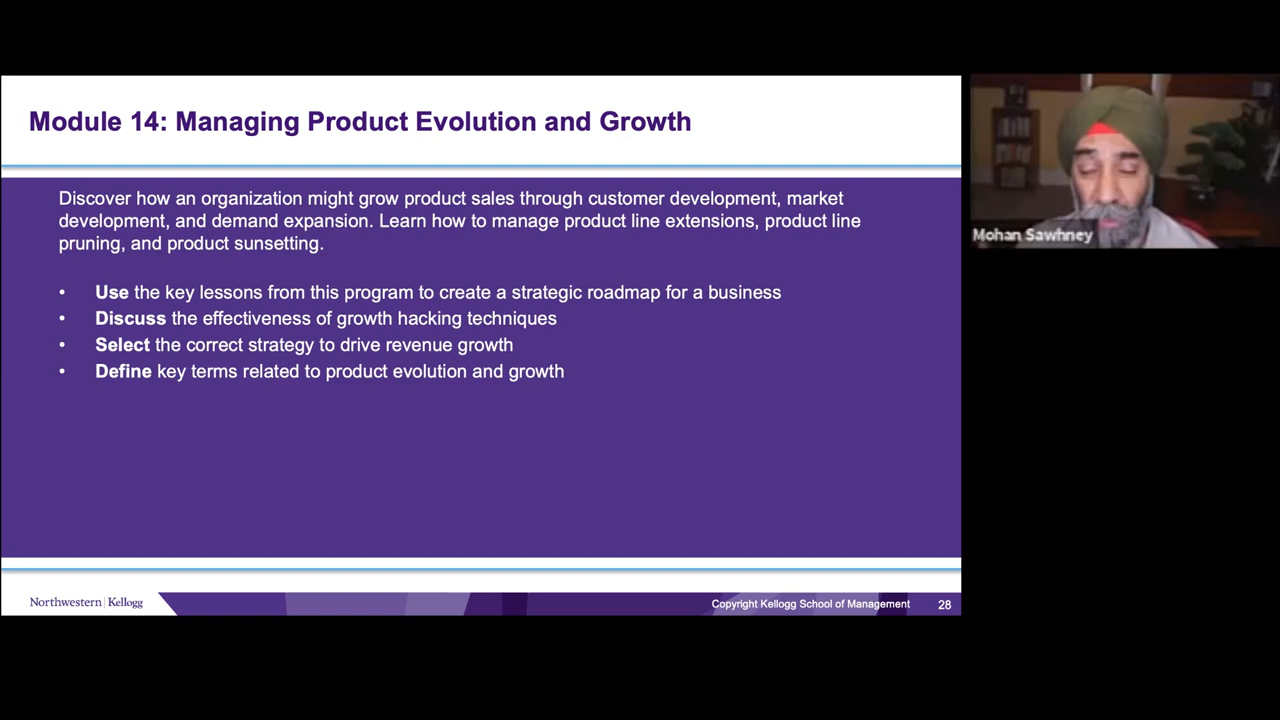 Module 14: Managing Product Evolution and Growth
Discover how an organization might grow product sales through customer development, market
development, and demand expansion. Learn how to manage product line extensions, product line
pruning, and product sunsetting.
• Use the key lessons from this program to create a strategic roadmap for a business
• Discuss the effectiveness of growth hacking techniques
• Select the correct strategy to drive revenue growth
• Define key terms related to product evolution and growth
Northwestern | Kellogg
Copyright Kellogg School of Management 28
Mohan Sawhney